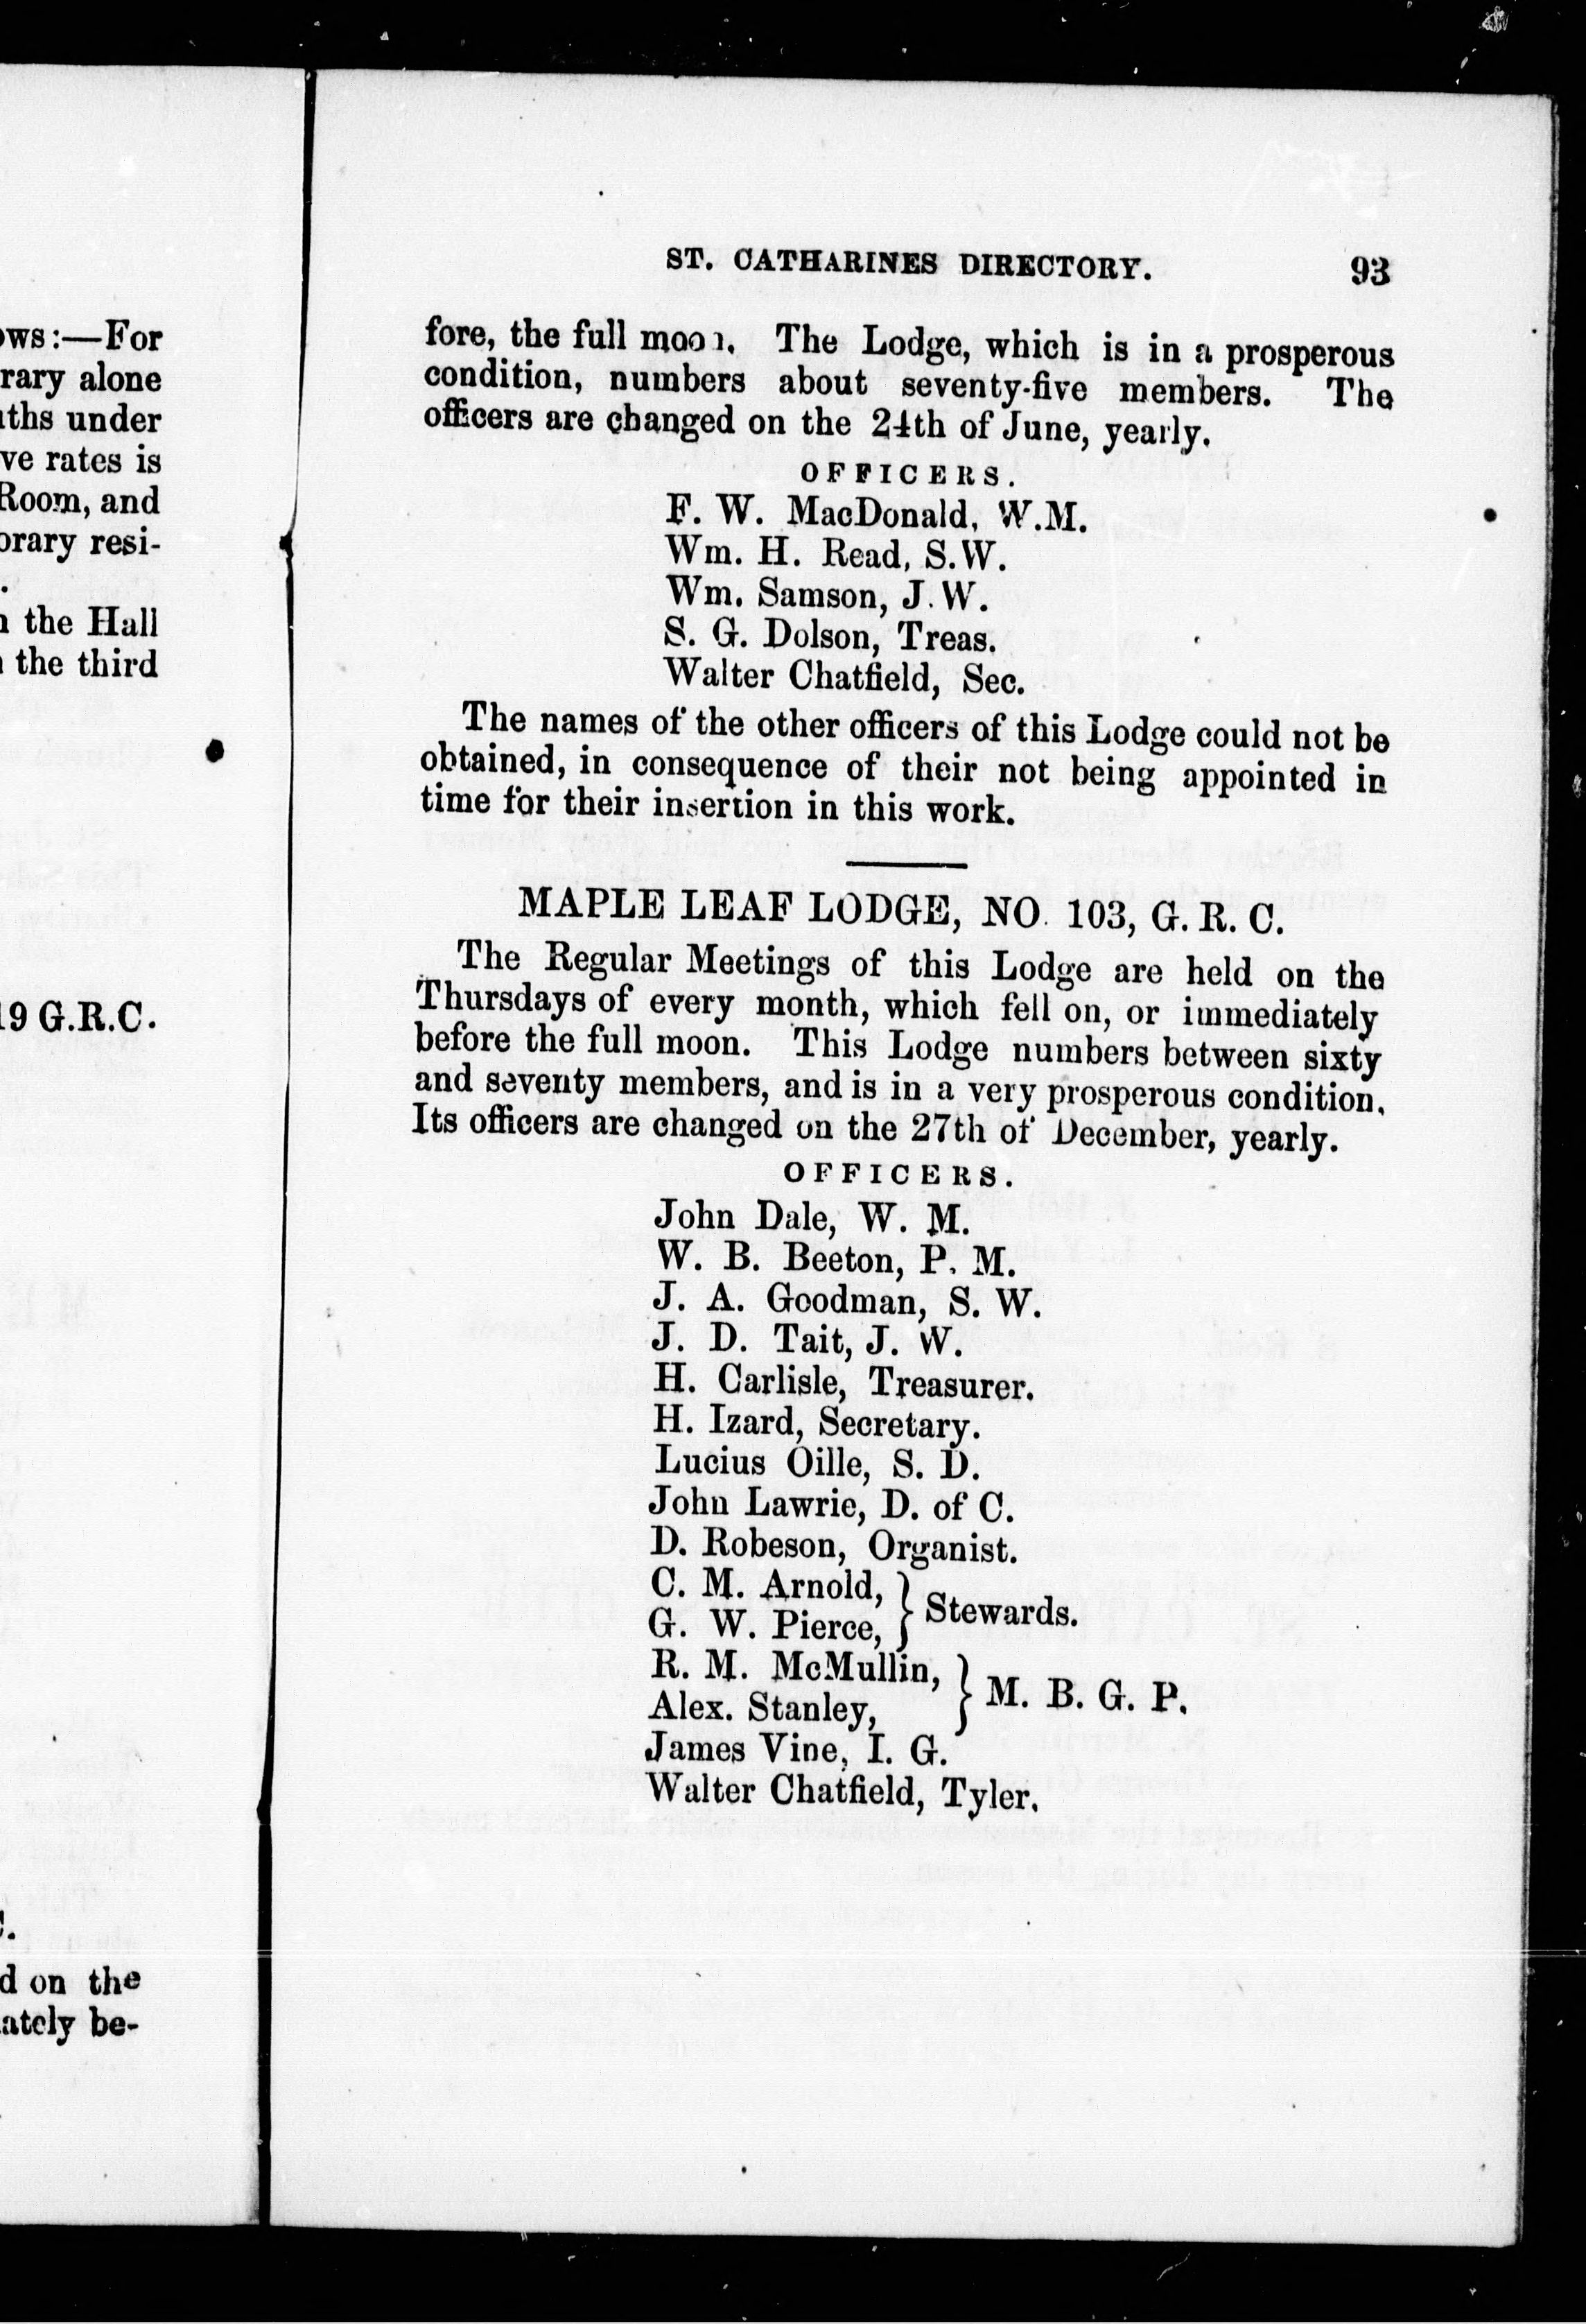 ows:—For
rary alone
ths under
ve rates is
Room, and
orary resi-
the Hall
the third
19 G.R.C.
C.
d on the
ately be-
ST. CATHARINES DIRECTORY. 93
fore, the full moon. The Lodge, which is in a prosperous
condition, numbers about seventy-five members. The
officers are changed on the 24th of June, yearly.
OFFICERS.
F. W. MacDonald, W.M.
Wm. H. Read, S.W.
Wm. Samson, J.W.
S. G. Dolson, Treas.
Walter Chatfield, Sec.
The names of the other officers of this Lodge could not be
obtained, in consequence of their not being appointed in
time for their insertion in this work.
MAPLE LEAF LODGE, NO. 103, G. R. C.
The Regular Meetings of this Lodge are held on the
Thursdays of every month, which fell on, or immediately
before the full moon. This Lodge numbers between sixty
and seventy members, and is in a very prosperous condition.
Its officers are changed on the 27th of December, yearly.
OFFICERS.
John Dale, W. M.
W. B. Beeton, P. M.
J. A. Goodman, S. W.
J. D. Tait, J. W.
H. Carlisle, Treasurer.
H. Izard, Secretary.
Lucius Oille, S. D.
John Lawrie, D. of C.
D. Robeson, Organist.
C. M. Arnold, } Stewards.
G. W. Pierce,
R. M. McMullin, } M. B. G. P.
Alex. Stanley,
James Vine, I. G.
Walter Chatfield, Tyler.